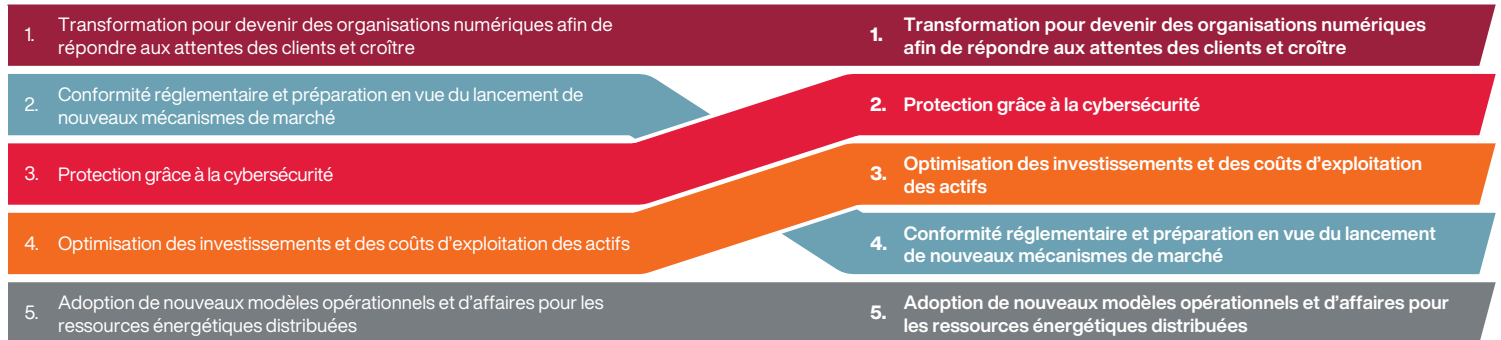 1. Transformation pour devenir des organisations numériques afin de
répondre aux attentes des clients et croître
2. Conformité réglementaire et préparation en vue du lancement de
nouveaux mécanismes de marché
3. Protection grâce à la cybersécurité
4. Optimisation des investissements et des coûts d'exploitation des actifs
5. Adoption de nouveaux modèles opérationnels et d'affaires pour les
ressources énergétiques distribuées
1. Transformation pour devenir des organisations numériques
afin de répondre aux attentes des clients et croître
2. Protection grâce à la cybersécurité
3. Optimisation des investissements et des coûts d'exploitation
des actifs
4. Conformité réglementaire et préparation en vue du lancement
de nouveaux mécanismes de marché
5. Adoption de nouveaux modèles opérationnels et d'affaires pour
les ressources énergétiques distribuées